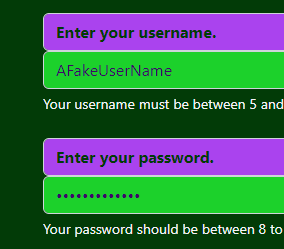 Enter your username.
AFakeUserName
Your username must be between 5 and
Enter your password.
•••••••••••••
Your password should be between 8 to